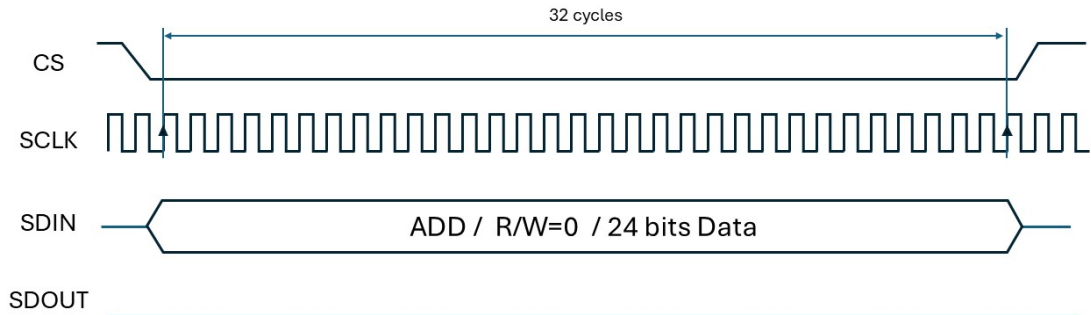 32 cycles
CS
SCLK
SDIN
ADD / R/W=0 / 24 bits Data
SDOUT